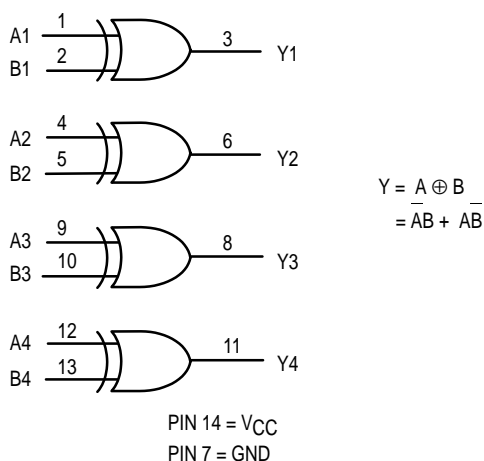 A1 1 3 Y1
B1 2
A2 4 6 Y2
B2 5
A3 9 8 Y3
B3 10
A4 12 11 Y4
B4 13
Y = A ⊕ B
= A̅B + AB̅
PIN 14 = VCC
PIN 7 = GND